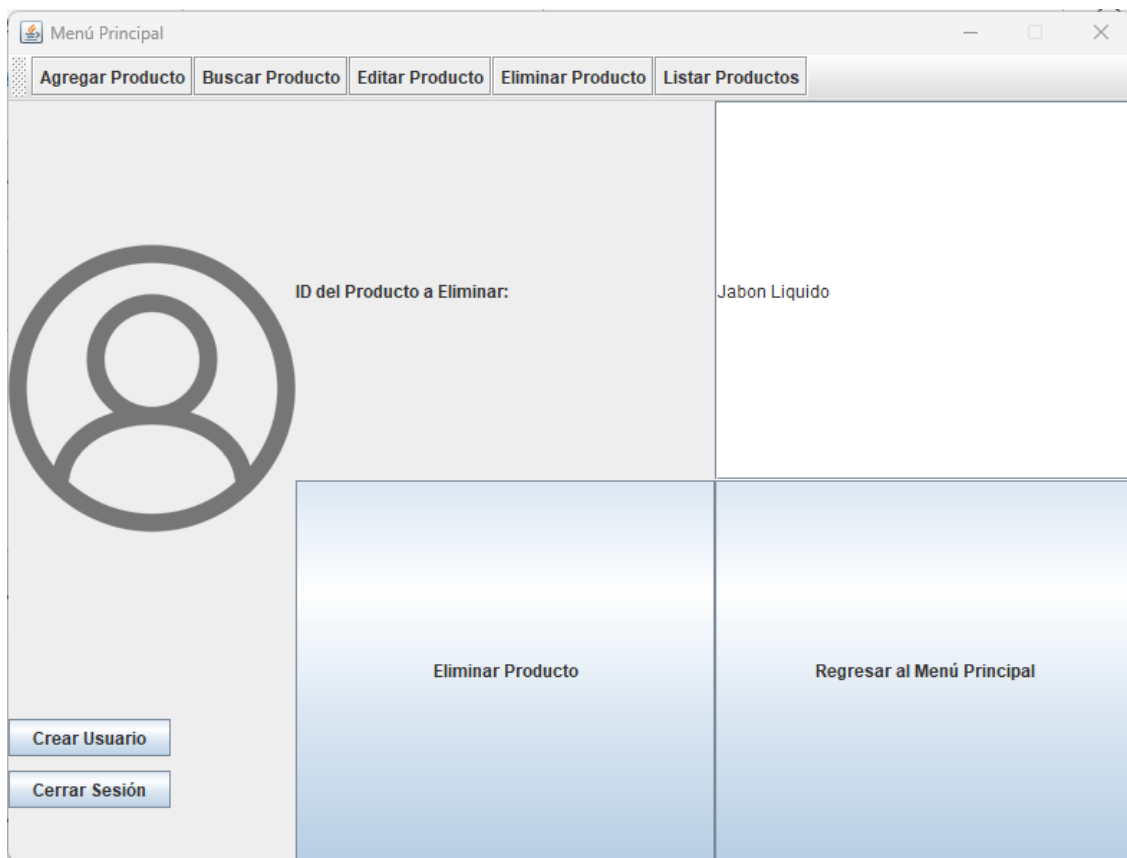 Menú Principal
Agregar Producto Buscar Producto Editar Producto Eliminar Producto Listar Productos
ID del Producto a Eliminar: Jabon Liquido
Eliminar Producto Regresar al Menú Principal
Crear Usuario
Cerrar Sesión